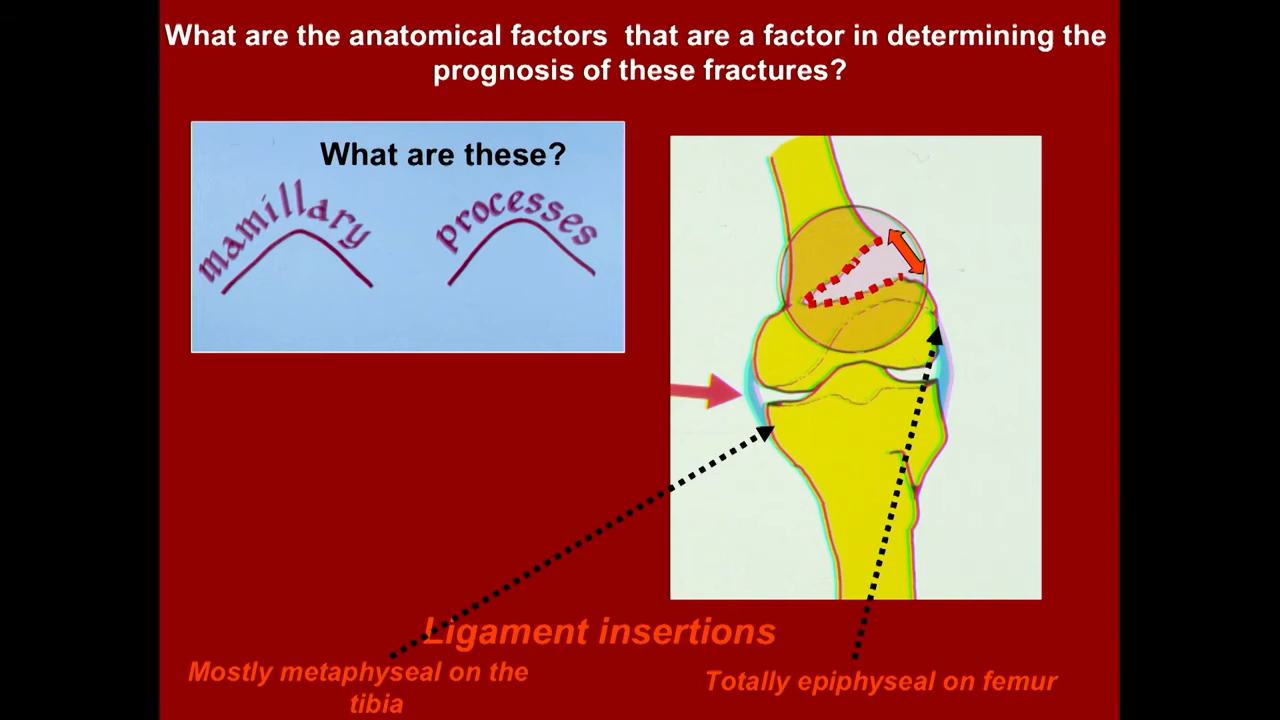 What are the anatomical factors  that are a factor in determining the
prognosis of these fractures?
What are these?
mamillary processes
Ligament insertions
Mostly metaphyseal on the
tibia
Totally epiphyseal on femur